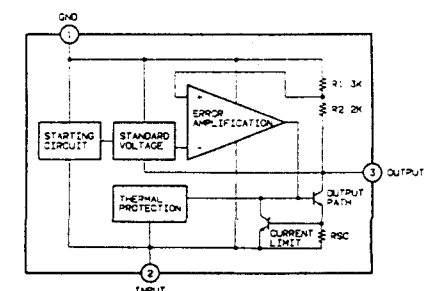 GND
1
R1 3K
R2 2K
+
ERROR
AMPLIFICATION
-
STARTING
CIRCUIT
STANDARD
VOLTAGE
3 OUTPUT
THERMAL
PROTECTION
OUTPUT
PATH
CURRENT
LIMIT
RSC
2
INPUT